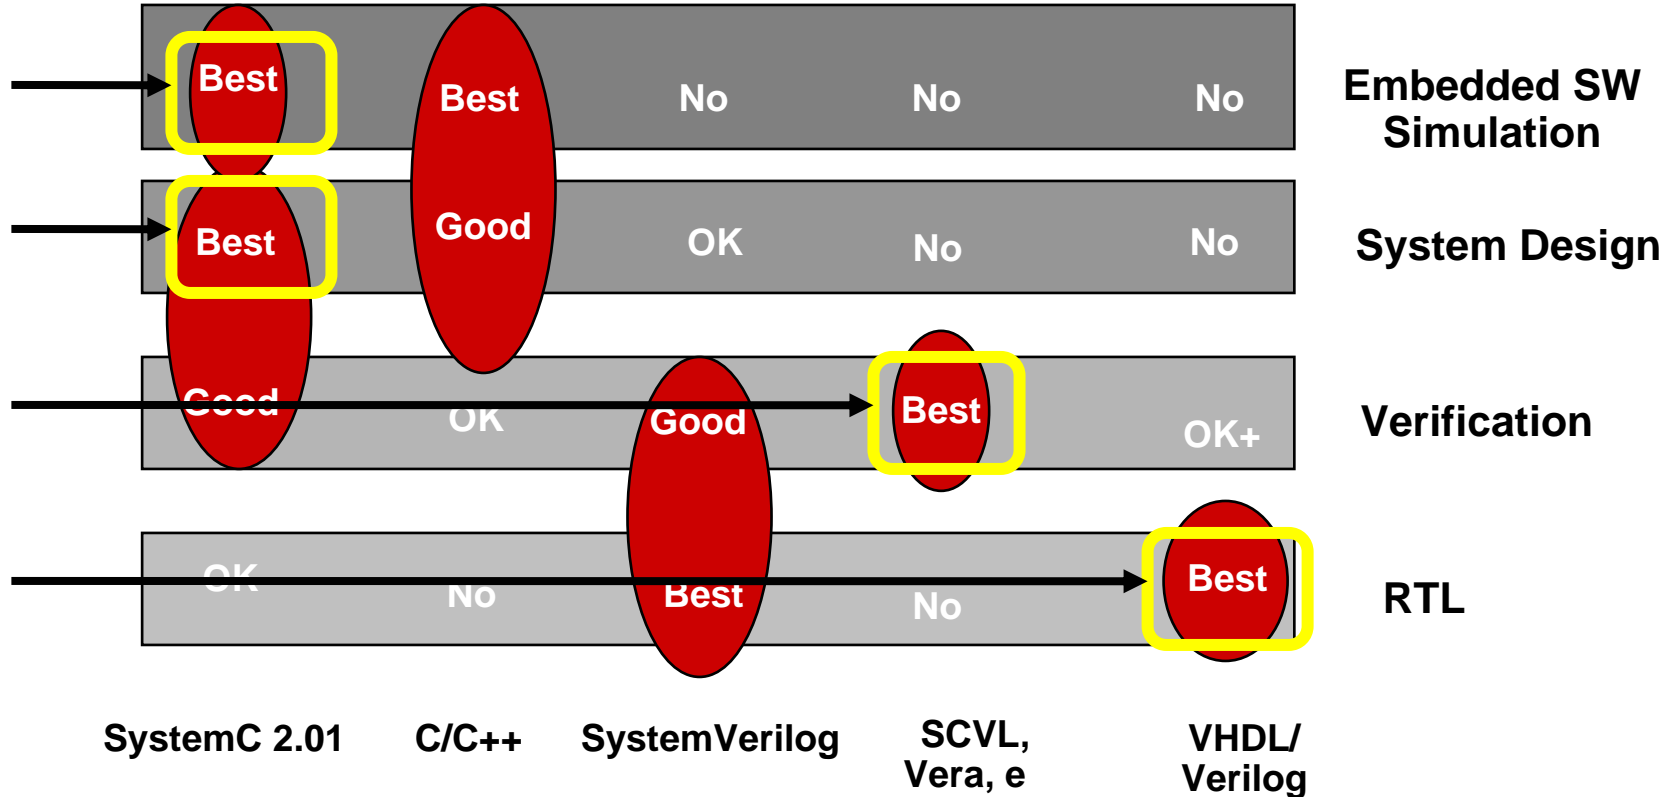 Best Best No No No Embedded SW
Simulation
Best Good OK No No System Design
Good OK Good Best OK+ Verification
OK No Best No Best RTL
SystemC 2.01 C/C++ SystemVerilog SCVL, VHDL/
Vera, e Verilog